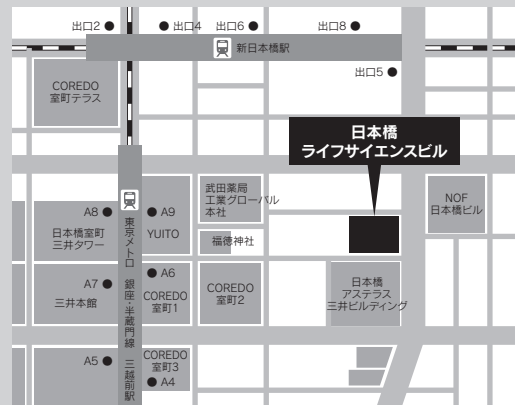 出口2
出口4
出口6
出口8
新日本橋駅
出口5
COREDO
室町テラス
日本橋
ライフサイエンスビル
武田薬局
工業グローバル
本社
NOF
日本橋ビル
A8
A9
日本橋室町
三井タワー
YUITO
福徳神社
東京メトロ 銀座・半蔵門線 三越前駅
A7
三井本館
A6
COREDO
室町1
COREDO
室町2
日本橋
アステラス
三井ビルディング
A5
COREDO
室町3
A4